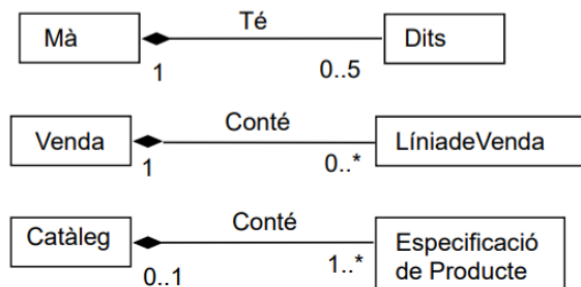 Mà
Té
Dits
1
0..5
Venda
Conté
LíniadeVenda
1
0..*
Catàleg
Conté
Especificació
de Producte
0..1
1..*